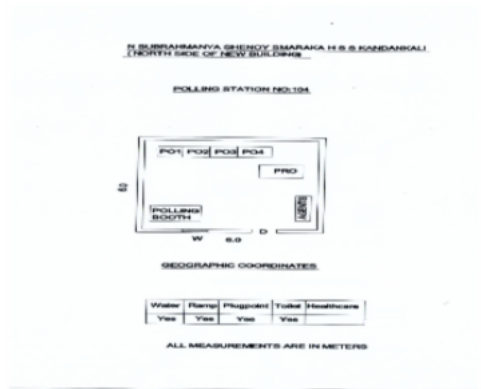 N SUBRAHMANYA SHENOY SMARAKA H S S KANDANKALI
(NORTH SIDE OF NEW BUILDING)
POLLING STATION NO:104
PO1 PO2 PO3 PO4
PRO
6.0
AGENTS
POLLING
BOOTH
W 6.0 D
GEOGRAPHIC COORDINATES
Water Ramp Plugpoint Toilet Healthcare
Yes Yes Yes Yes
ALL MEASUREMENTS ARE IN METERS